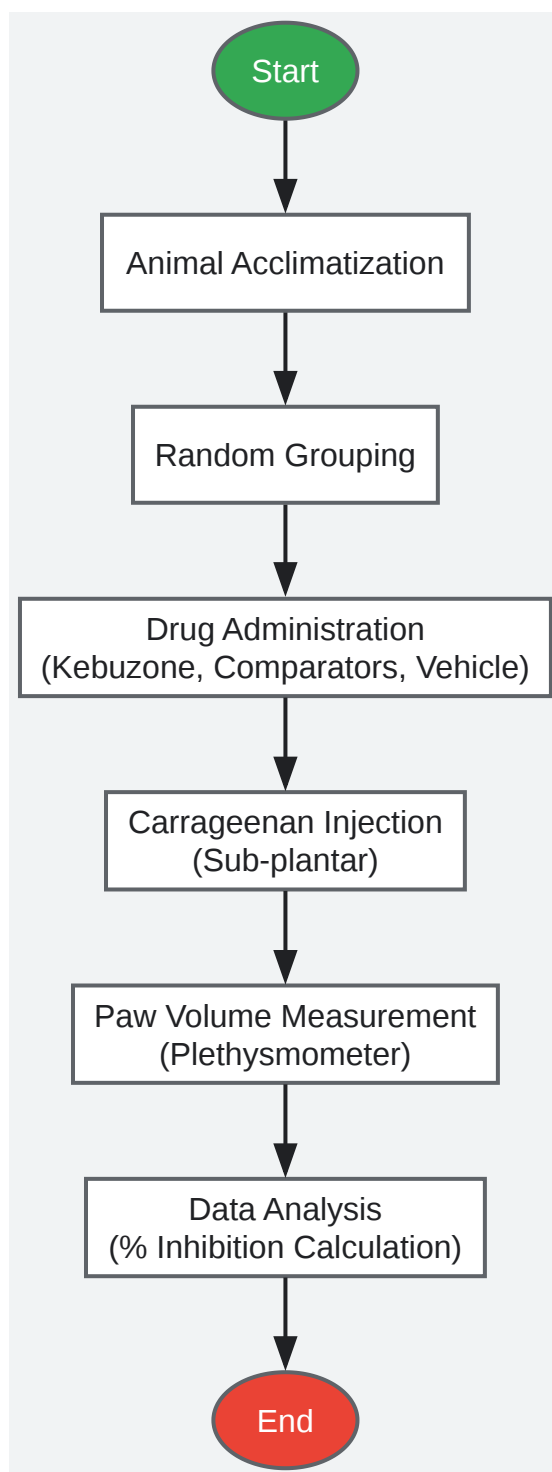 Start
Animal Acclimatization
Random Grouping
Drug Administration
(Kebuzone, Comparators, Vehicle)
Carrageenan Injection
(Sub-plantar)
Paw Volume Measurement
(Plethysmometer)
Data Analysis
(% Inhibition Calculation)
End